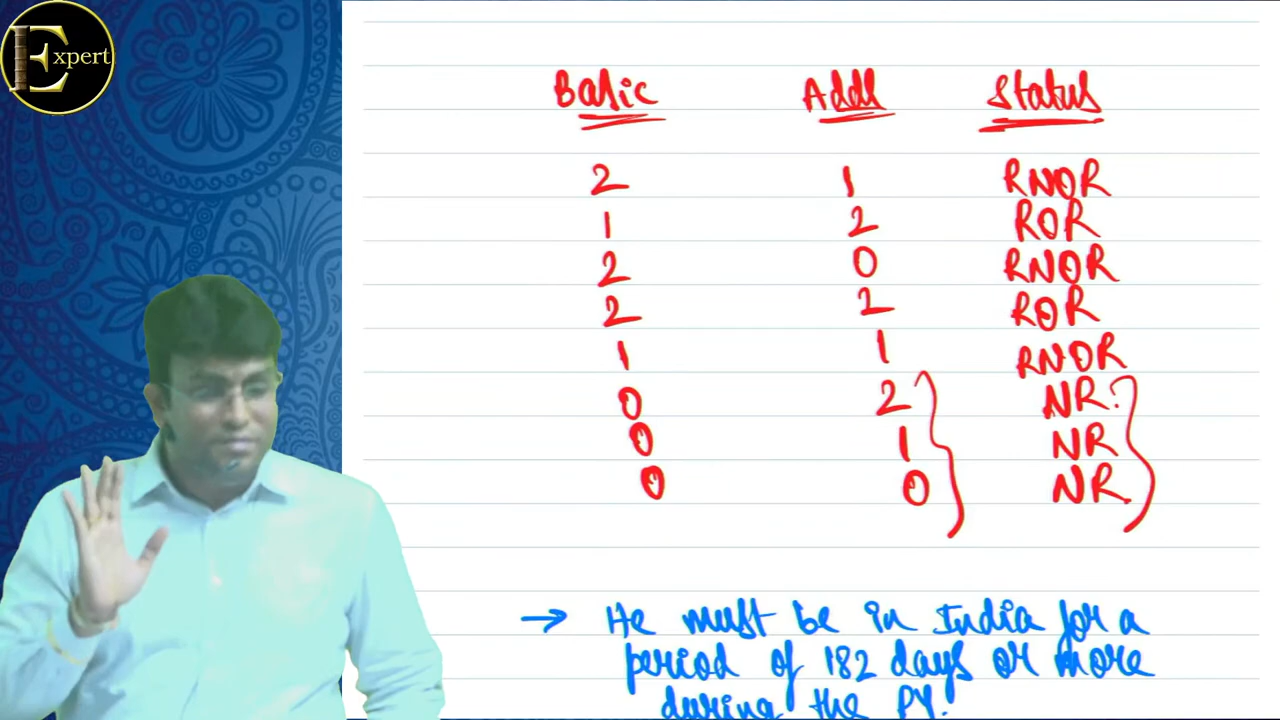 Expert
Basic Addl Status
2 1 RNOR
1 2 ROR
2 0 RNOR
2 2 ROR
1 1 RNOR
0 2 NR.
0 1 NR
0 0 NR.
→ He must be in India for a
period of 182 days or more
during the PY.